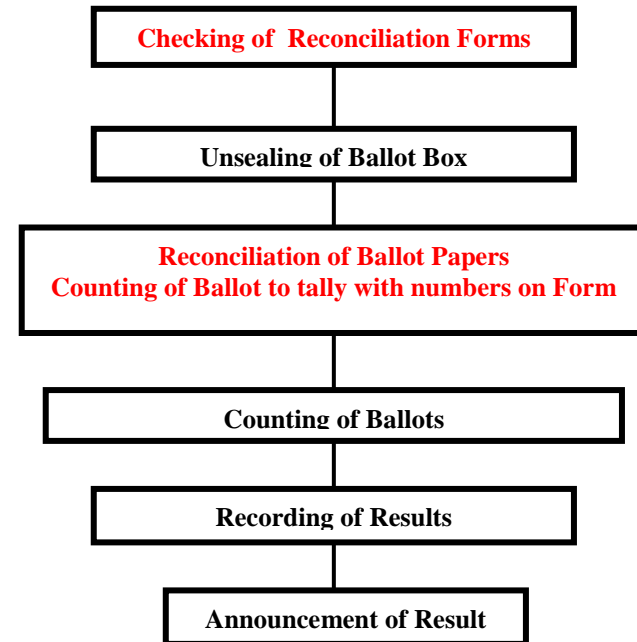 Checking of  Reconciliation Forms
Unsealing of Ballot Box
Reconciliation of Ballot Papers
Counting of Ballot to tally with numbers on Form
Counting of Ballots
Recording of Results
Announcement of Result